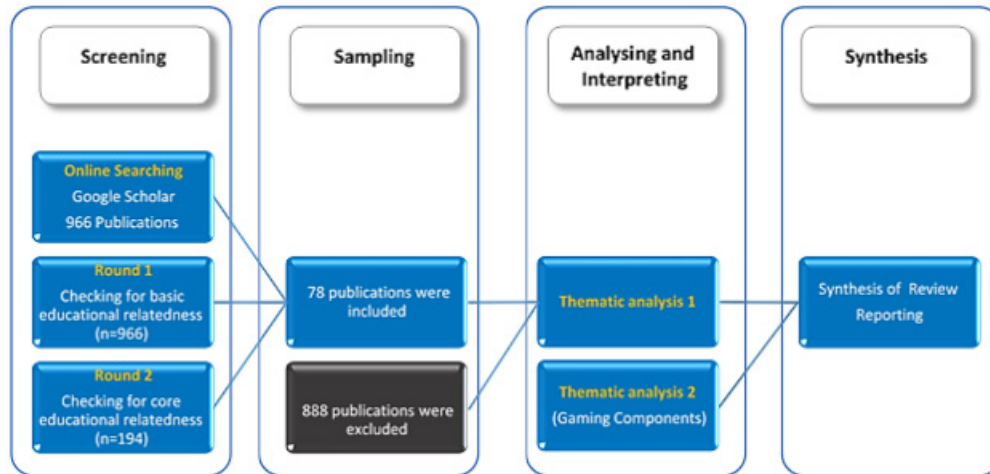 Screening
Online Searching
Google Scholar
966 Publications
Round 1
Checking for basic
educational relatedness
(n=966)
Round 2
Checking for core
educational relatedness
(n=194)
Sampling
78 publications were
included
888 publications were
excluded
Analysing and
Interpreting
Thematic analysis 1
Thematic analysis 2
(Gaming Components)
Synthesis
Synthesis of Review
Reporting